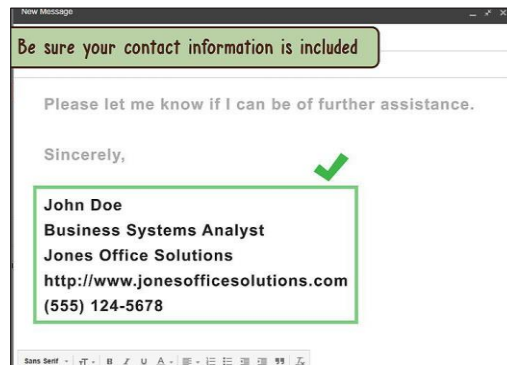 New Message
Be sure your contact information is included
Please let me know if I can be of further assistance.
Sincerely,
John Doe
Business Systems Analyst
Jones Office Solutions
http://www.jonesofficesolutions.com
(555) 124-5678
Sans Serif
B I U A